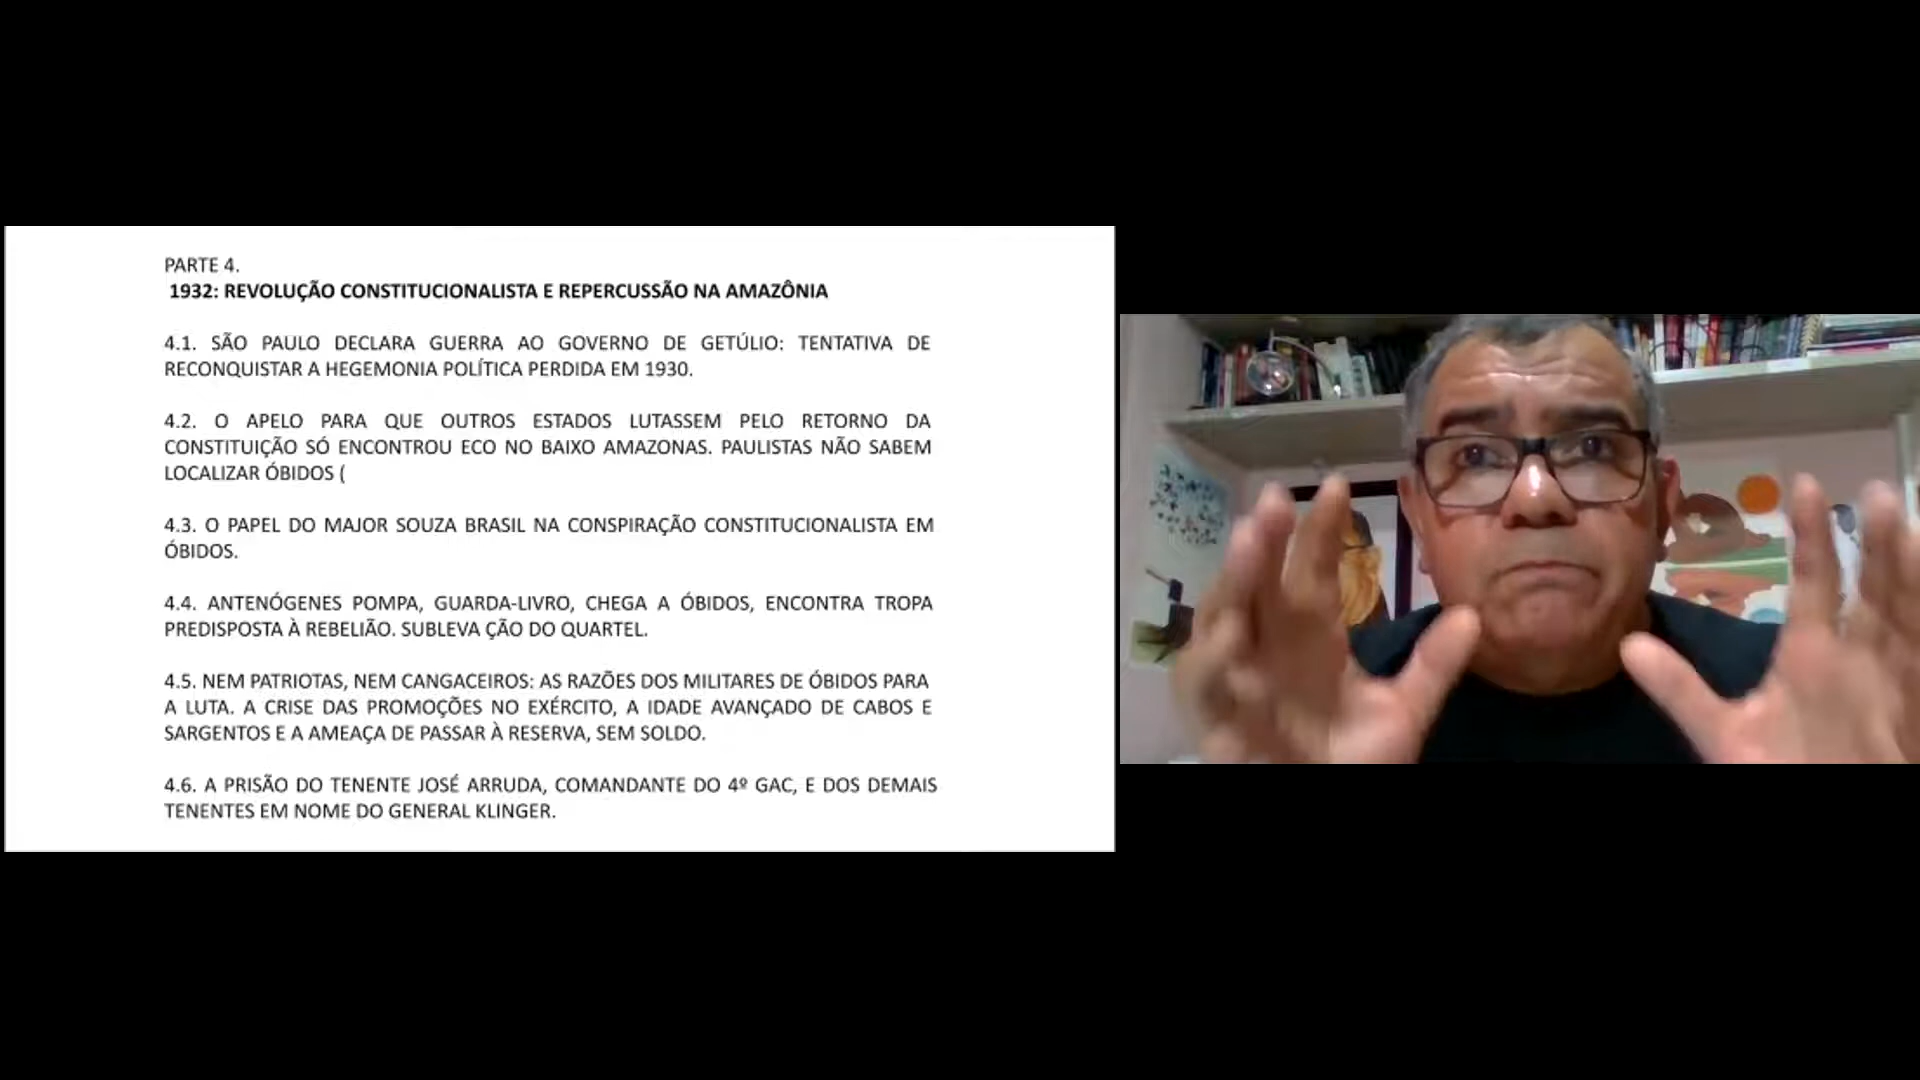 PARTE 4.
1932: REVOLUÇÃO CONSTITUCIONALISTA E REPERCUSSÃO NA AMAZÔNIA
4.1. SÃO PAULO DECLARA GUERRA AO GOVERNO DE GETÚLIO: TENTATIVA DE
RECONQUISTAR A HEGEMONIA POLÍTICA PERDIDA EM 1930.
4.2. O APELO PARA QUE OUTROS ESTADOS LUTASSEM PELO RETORNO DA
CONSTITUIÇÃO SÓ ENCONTROU ECO NO BAIXO AMAZONAS. PAULISTAS NÃO SABEM
LOCALIZAR ÓBIDOS (
4.3. O PAPEL DO MAJOR SOUZA BRASIL NA CONSPIRAÇÃO CONSTITUCIONALISTA EM
ÓBIDOS.
4.4. ANTENÓGENES POMPA, GUARDA-LIVRO, CHEGA A ÓBIDOS, ENCONTRA TROPA
PREDISPOSTA À REBELIÃO. SUBLEVA ÇÃO DO QUARTEL.
4.5. NEM PATRIOTAS, NEM CANGACEIROS: AS RAZÕES DOS MILITARES DE ÓBIDOS PARA
A LUTA. A CRISE DAS PROMOÇÕES NO EXÉRCITO, A IDADE AVANÇADO DE CABOS E
SARGENTOS E A AMEAÇA DE PASSAR À RESERVA, SEM SOLDO.
4.6. A PRISÃO DO TENENTE JOSÉ ARRUDA, COMANDANTE DO 4º GAC, E DOS DEMAIS
TENENTES EM NOME DO GENERAL KLINGER.